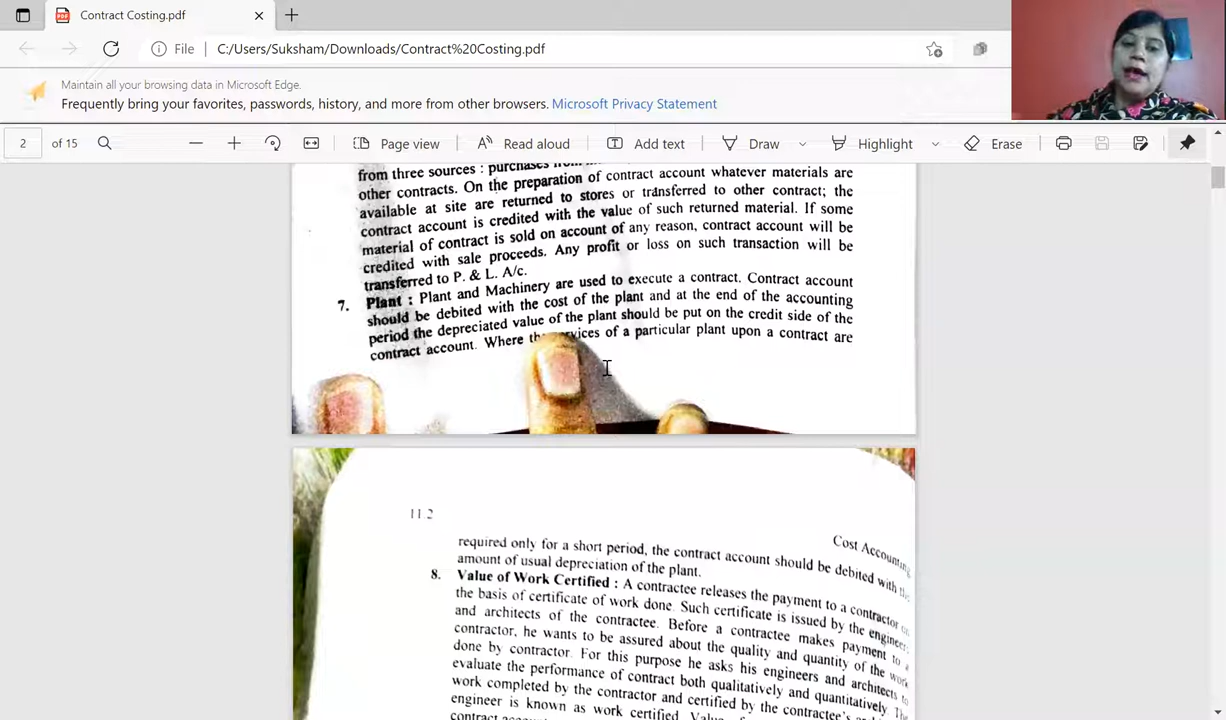 Contract Costing.pdf
File C:/Users/Suksham/Downloads/Contract%20Costing.pdf
Maintain all your browsing data in Microsoft Edge.
Frequently bring your favorites, passwords, history, and more from other browsers. Microsoft Privacy Statement
2 of 15 Page view Read aloud Add text Draw Highlight Erase
from three sources : purchases from
other contracts. On the preparation of contract account whatever materials are
available at site are returned to stores or transferred to other contract; the
contract account is credited with the value of such returned material. If some
material of contract is sold on account of any reason, contract account will be
credited with sale proceeds. Any profit or loss on such transaction will be
transferred to P. & L. A/c.
7. Plant : Plant and Machinery are used to execute a contract. Contract account
should be debited with the cost of the plant and at the end of the accounting
period the depreciated value of the plant should be put on the credit side of the
contract account. Where the services of a particular plant upon a contract are
11 2
Cost Accounting
required only for a short period, the contract account should be debited with the
amount of usual depreciation of the plant.
8. Value of Work Certified : A contractee releases the payment to a contractor on
the basis of certificate of work done. Such certificate is issued by the engineers
and architects of the contractee. Before a contractee makes payment to a
contractor, he wants to be assured about the quality and quantity of the work
done by contractor. For this purpose he asks his engineers and architects to
evaluate the performance of contract both qualitatively and quantitatively. The
work completed by the contractor and certified by the contractee's
engineer is known as work certified.
contract